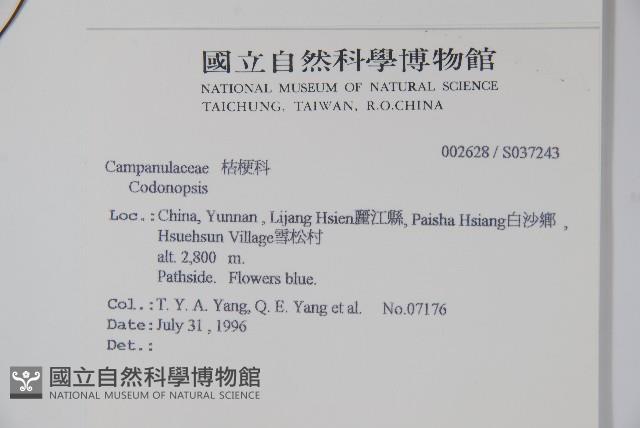 國立自然科學博物館
NATIONAL MUSEUM OF NATURAL SCIENCE
TAICHUNG, TAIWAN, R.O.CHINA
002628 / S037243
Campanulaceae 桔梗科
Codonopsis
Loc.: China, Yunnan , Lijang Hsien麗江縣, Paisha Hsiang白沙鄉 ,
Hsuehsun Village雪松村
alt. 2,800 m.
Pathside. Flowers blue.
Col.: T. Y. A. Yang, Q. E. Yang et al. No.07176
Date: July 31 , 1996
Det.:
國立自然科學博物館
NATIONAL MUSEUM OF NATURAL SCIENCE